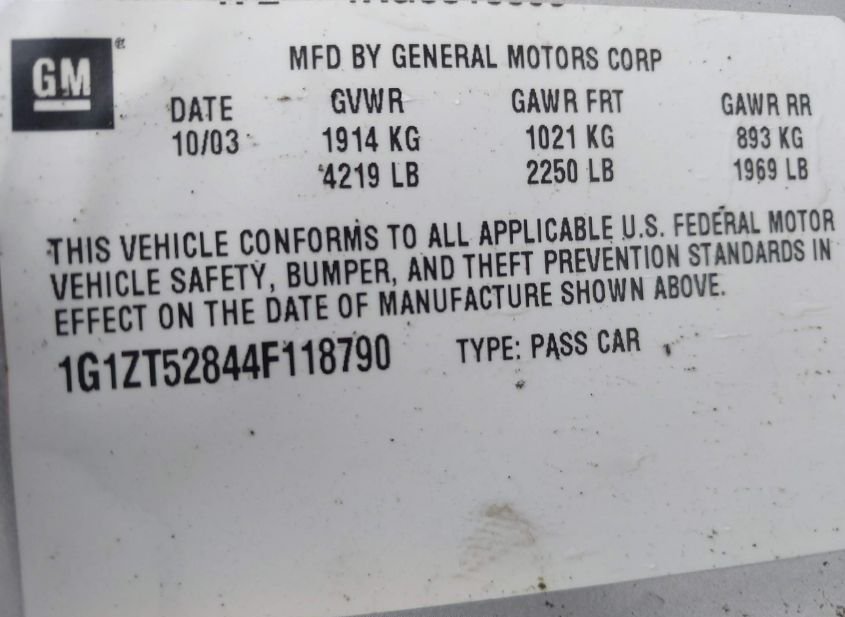 MFD BY GENERAL MOTORS CORP
GM
DATE GVWR GAWR FRT GAWR RR
10/03 1914 KG 1021 KG 893 KG
4219 LB 2250 LB 1969 LB
THIS VEHICLE CONFORMS TO ALL APPLICABLE U.S. FEDERAL MOTOR
VEHICLE SAFETY, BUMPER, AND THEFT PREVENTION STANDARDS IN
EFFECT ON THE DATE OF MANUFACTURE SHOWN ABOVE.
1G1ZT52844F118790 TYPE: PASS CAR